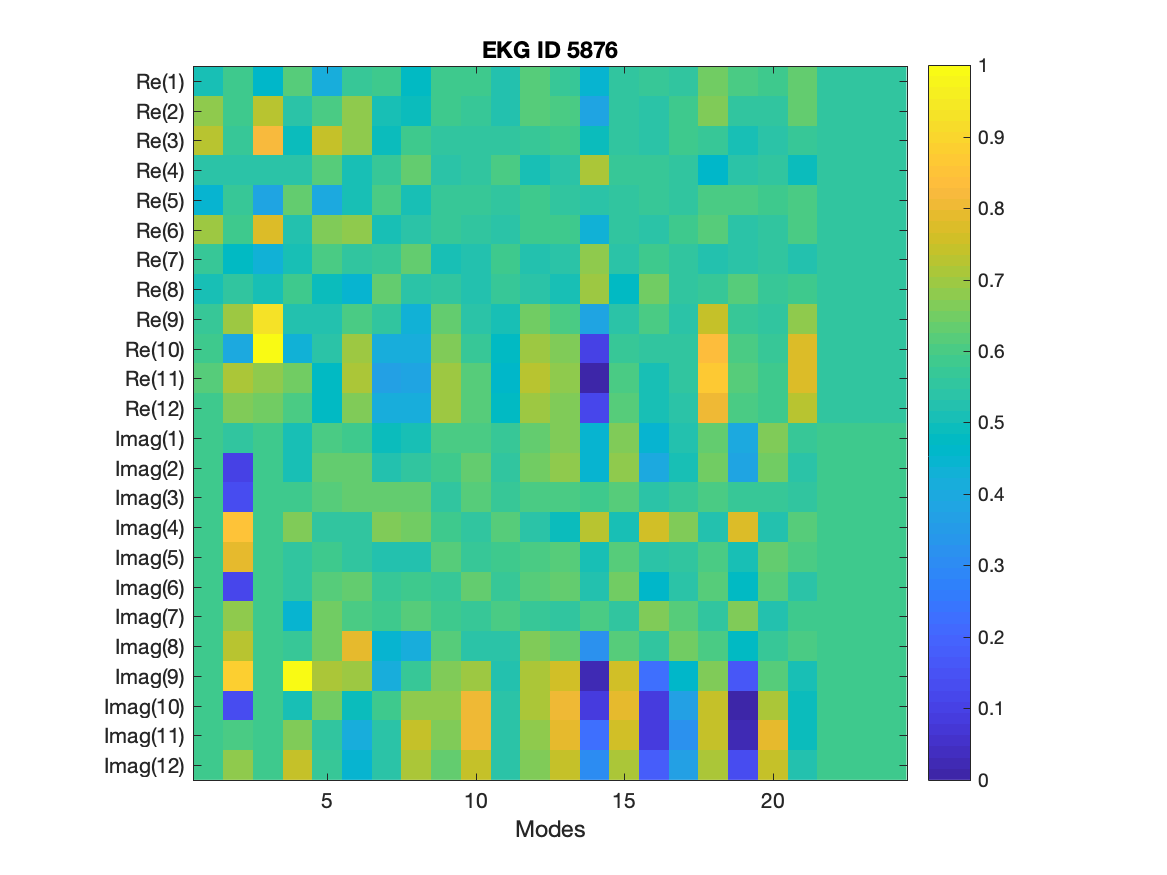 EKG ID 5876
Re(1)
Re(2)
Re(3)
Re(4)
Re(5)
Re(6)
Re(7)
Re(8)
Re(9)
Re(10)
Re(11)
Re(12)
Imag(1)
Imag(2)
Imag(3)
Imag(4)
Imag(5)
Imag(6)
Imag(7)
Imag(8)
Imag(9)
Imag(10)
Imag(11)
Imag(12)
5 10 15 20
Modes
1
0.9
0.8
0.7
0.6
0.5
0.4
0.3
0.2
0.1
0